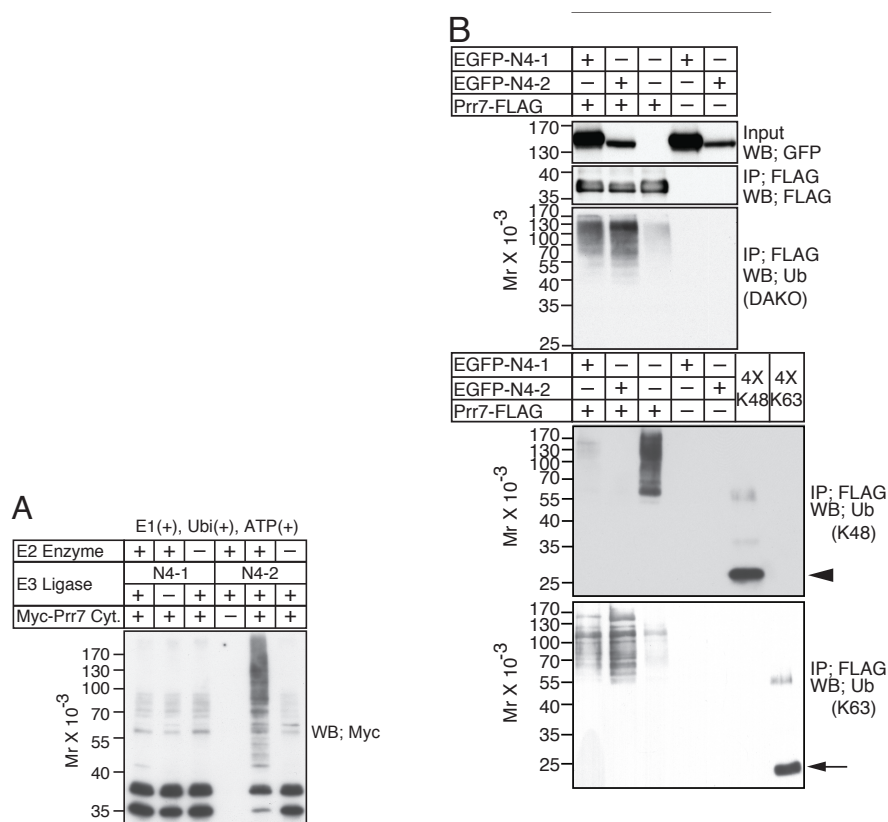 B
EGFP-N4-1 + − − + −
EGFP-N4-2 − + − − +
Prr7-FLAG + + + − −
170
130
Input
WB; GFP
40
35
IP; FLAG
WB; FLAG
Mr X 10-3
170
130
100
70
55
40
35
25
IP; FLAG
WB; Ub
(DAKO)
EGFP-N4-1 + − − + −
EGFP-N4-2 − + − − +
Prr7-FLAG + + + − −
4X
K48
4X
K63
Mr X 10-3
170
130
100
70
55
40
35
25
IP; FLAG
WB; Ub
(K48)
Mr X 10-3
170
130
100
70
55
40
35
25
IP; FLAG
WB; Ub
(K63)
A
E1(+), Ubi(+), ATP(+)
E2 Enzyme + + − + + −
E3 Ligase N4-1 N4-2
+ − + + + +
Myc-Prr7 Cyt. + + + − + +
Mr X 10-3
170
130
100
70
55
40
35
WB; Myc